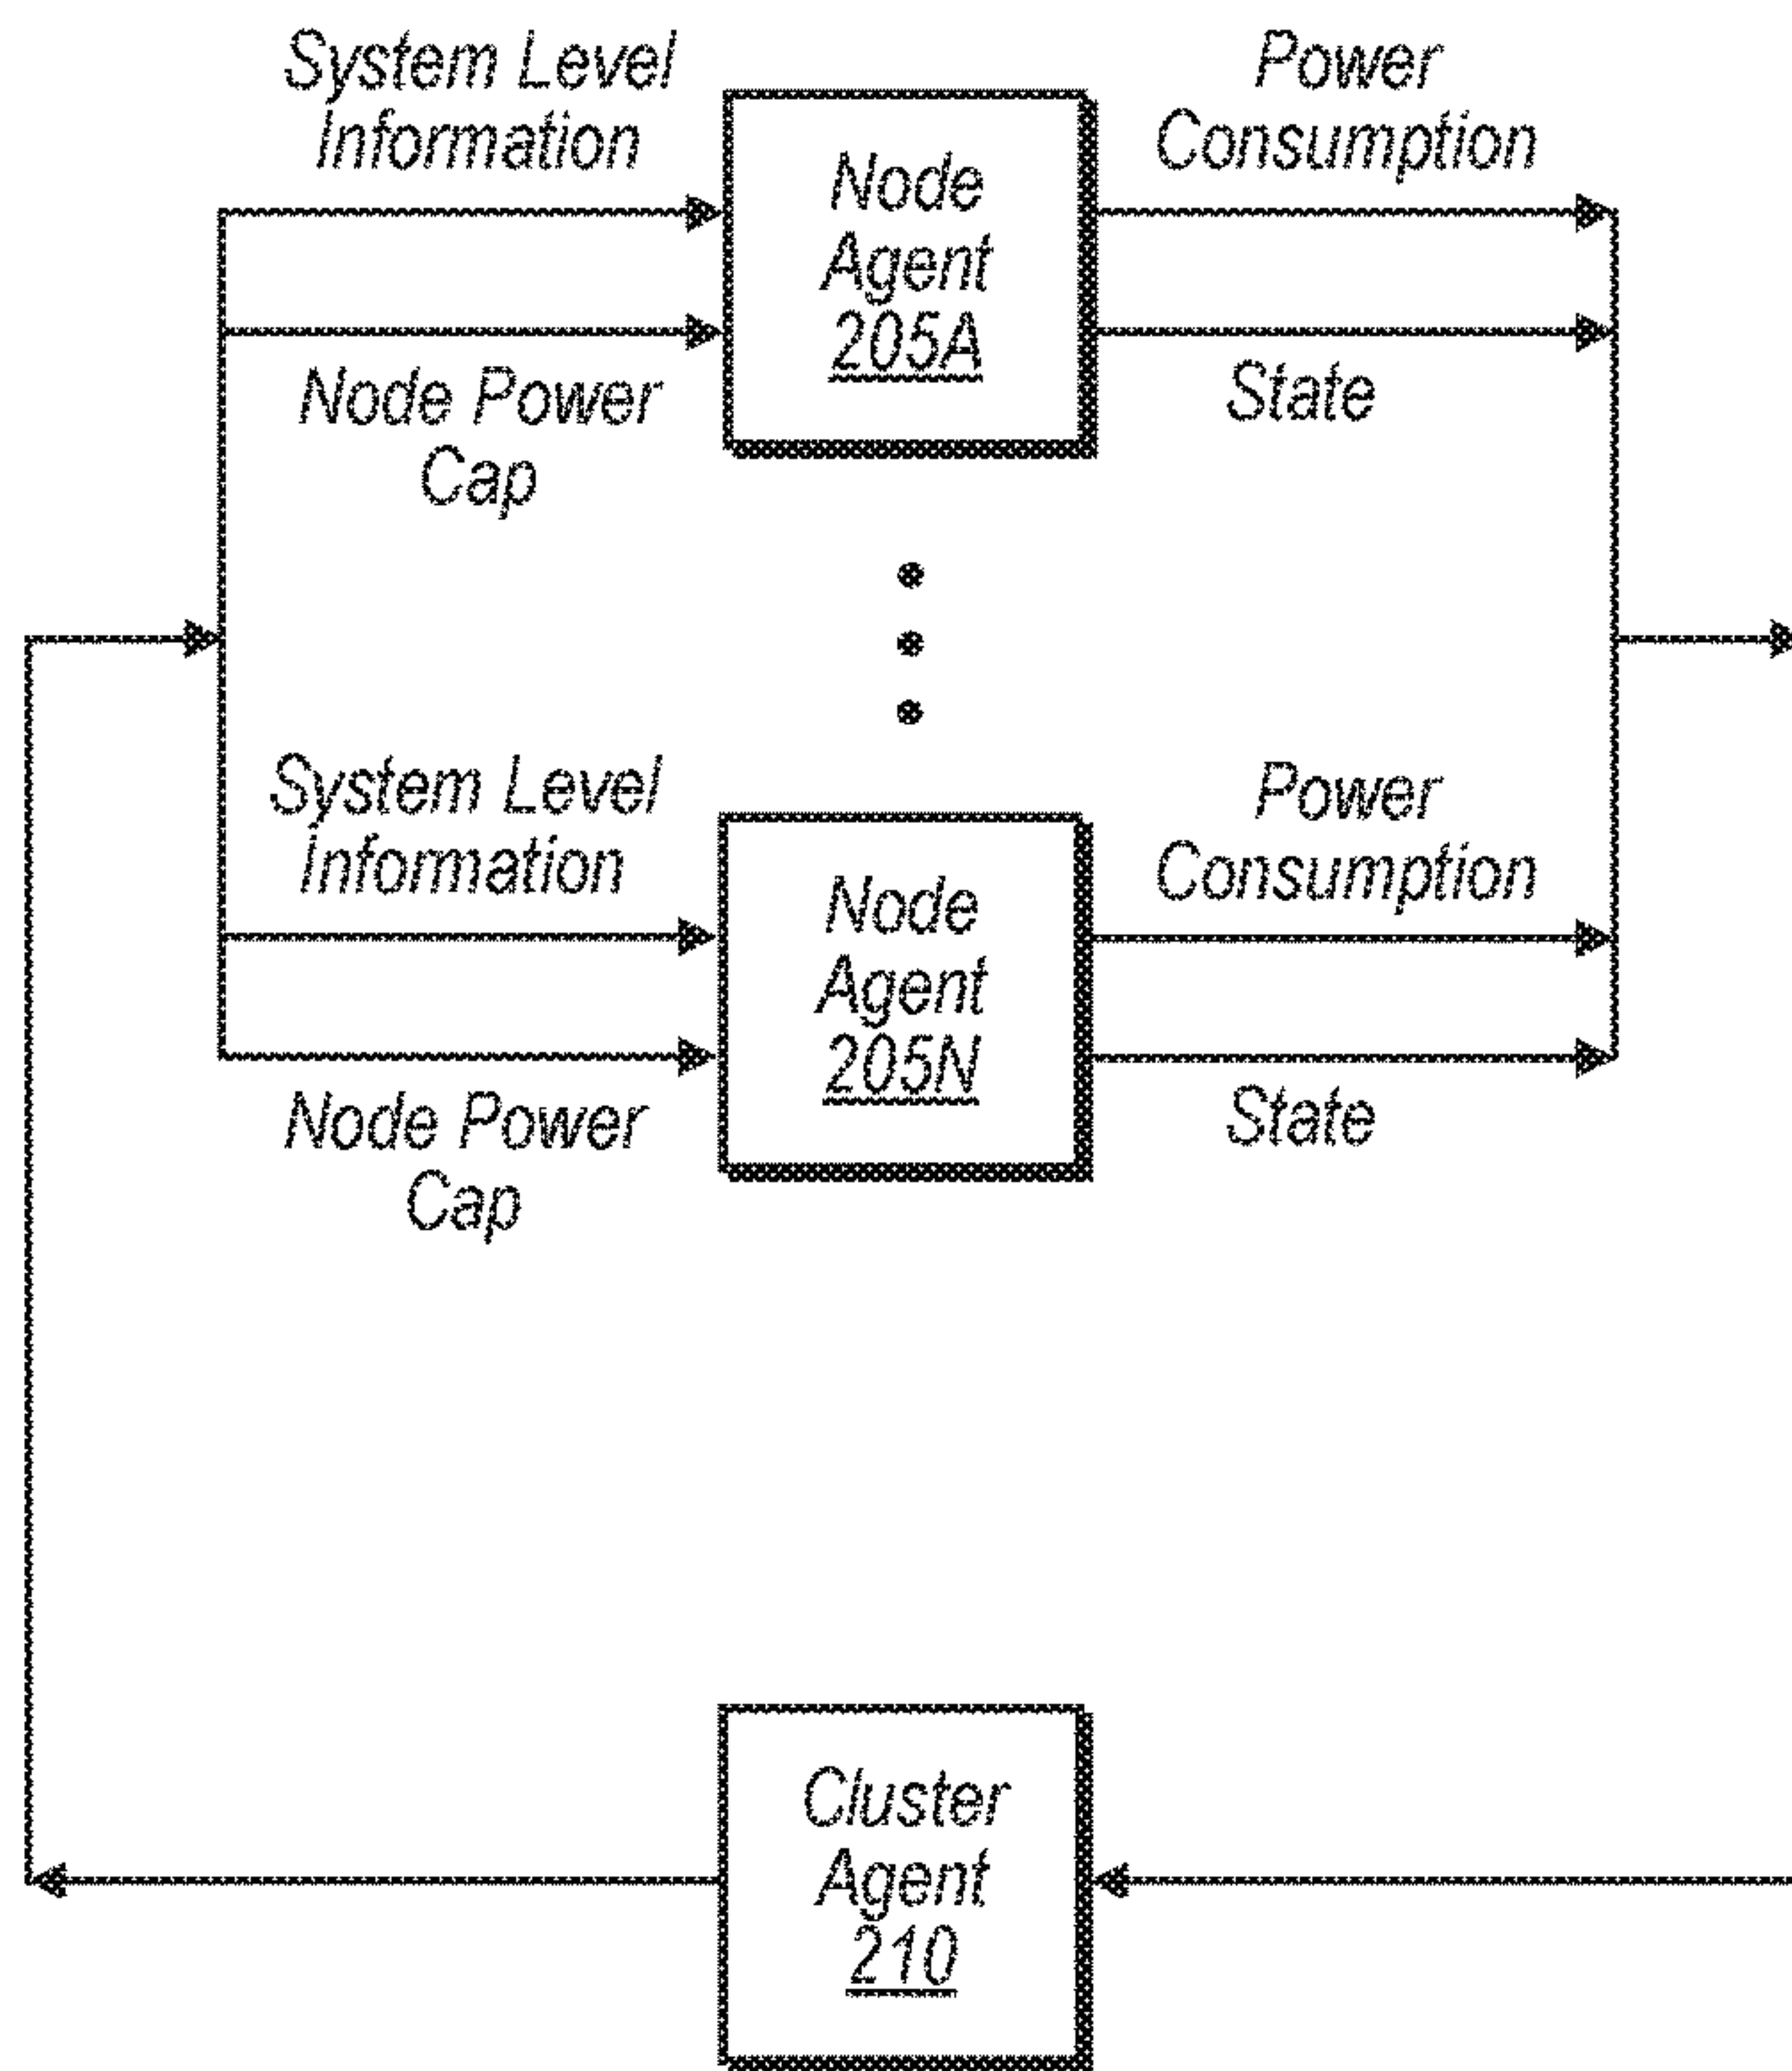 System Level
Information
Node
Agent
205A
Power
Consumption
Node Power
Cap
State
System Level
Information
Node
Agent
205N
Power
Consumption
Node Power
Cap
State
Cluster
Agent
210